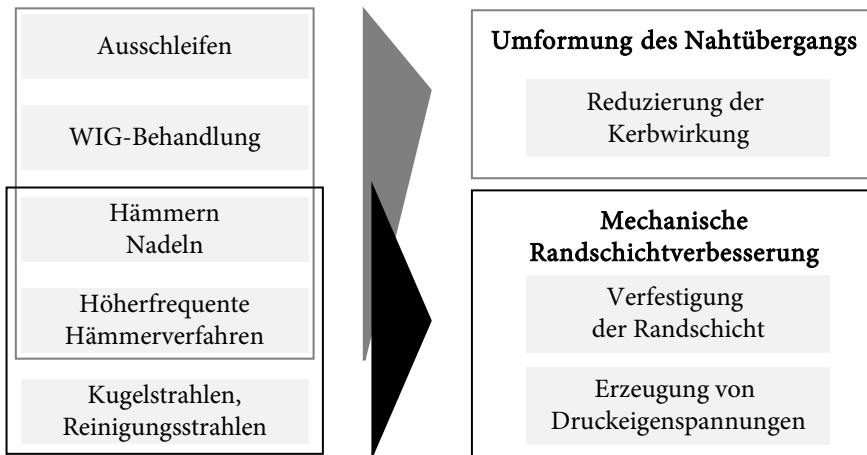 Ausschleifen
WIG-Behandlung
Hämmern
Nadeln
Höherfrequente
Hämmerverfahren
Kugelstrahlen,
Reinigungsstrahlen
Umformung des Nahtübergangs
Reduzierung der
Kerbwirkung
Mechanische
Randschichtverbesserung
Verfestigung
der Randschicht
Erzeugung von
Druckeigenspannungen